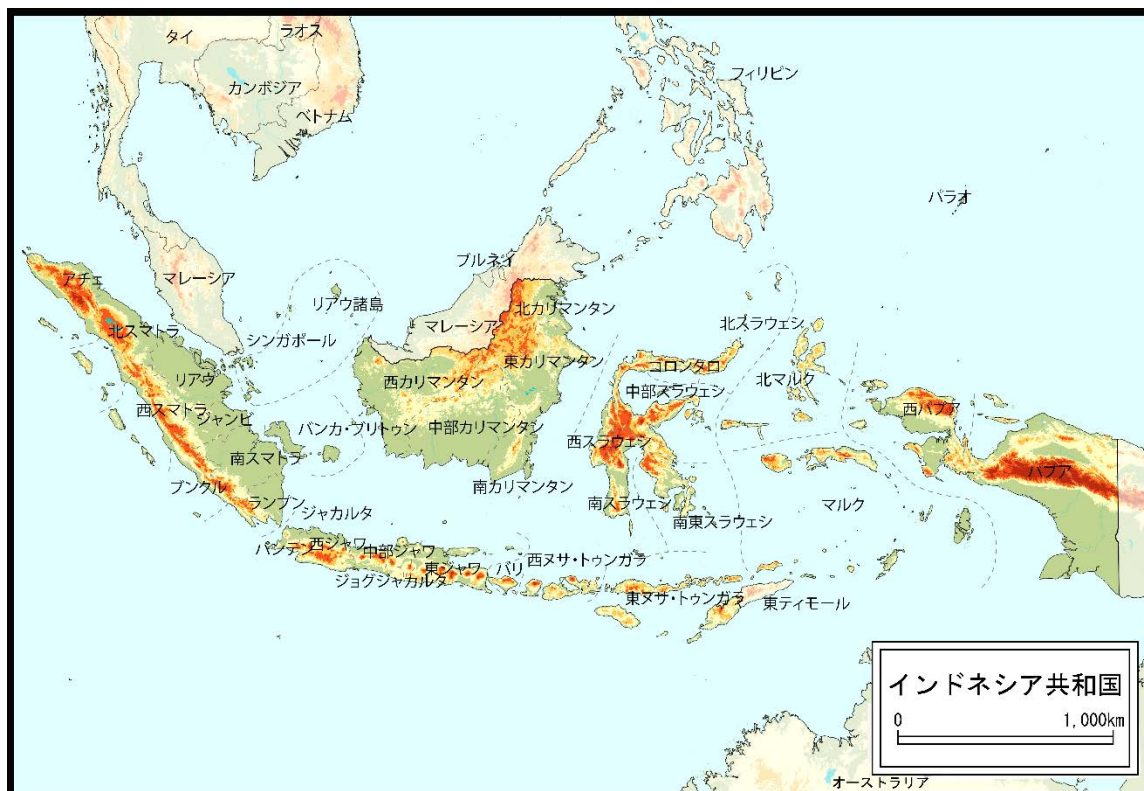 タイ
ラオス
カンボジア
ベトナム
フィリピン
パラオ
ブルネイ
マレーシア
アチェ
リアウ諸島
北カリマンタン
マレーシア
北スマトラ
シンガポール
北スラウェシ
東カリマンタン
ゴロンタロ
リアウ
西カリマンタン
北マルク
中部スラウェシ
西スマトラ
ジャンビ
西パプア
バンカ・ブリトゥン
中部カリマンタン
西スラウェシ
南スマトラ
パプア
ブンクル
南カリマンタン
ランプン
南スラウェシ
マルク
ジャカルタ
南東スラウェシ
バンテン
西ジャワ
中部ジャワ
西ヌサ・トゥンガラ
東ジャワ
バリ
ジョグジャカルタ
東ヌサ・トゥンガラ
東ティモール
インドネシア共和国
0
1,000km
オーストラリア